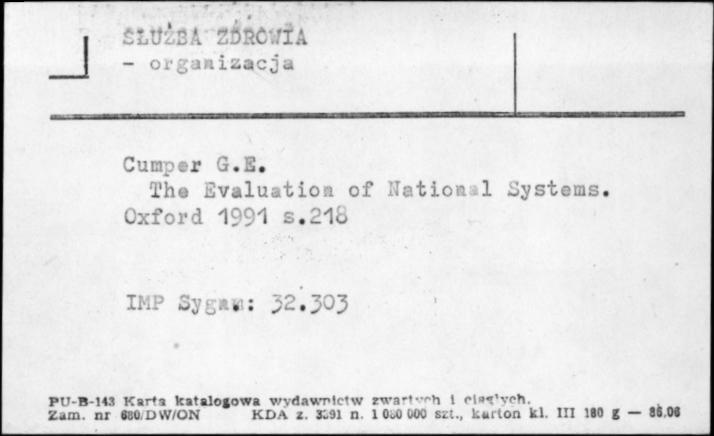 SŁUŻBA ZDROWIA
- organizacja
Cumper G.E.
The Evaluation of National Systems.
Oxford 1991 s.218
IMP Sygn.: 32.303
PU-B-143 Karta katalogowa wydawnictw zwartych i ciągłych.
Zam. nr 680/DW/ON KDA z. 3291 n. 1 080 000 szt., karton kl. III 180 g — 86.06